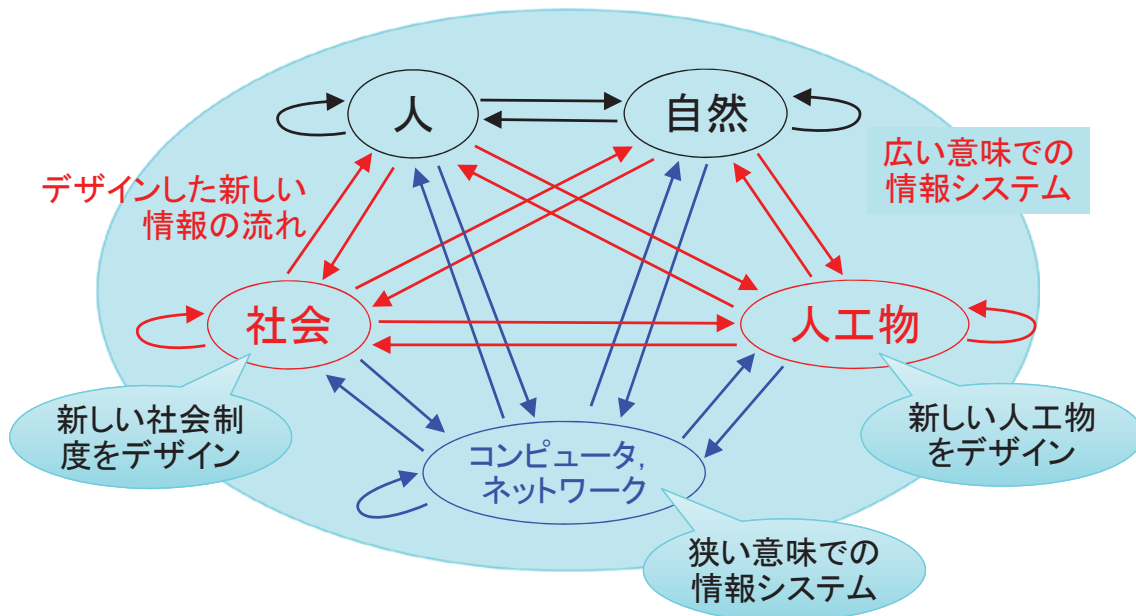 人
自然
広い意味での
情報システム
デザインした新しい
情報の流れ
社会
人工物
新しい社会制
度をデザイン
新しい人工物
をデザイン
コンピュータ,
ネットワーク
狭い意味での
情報システム